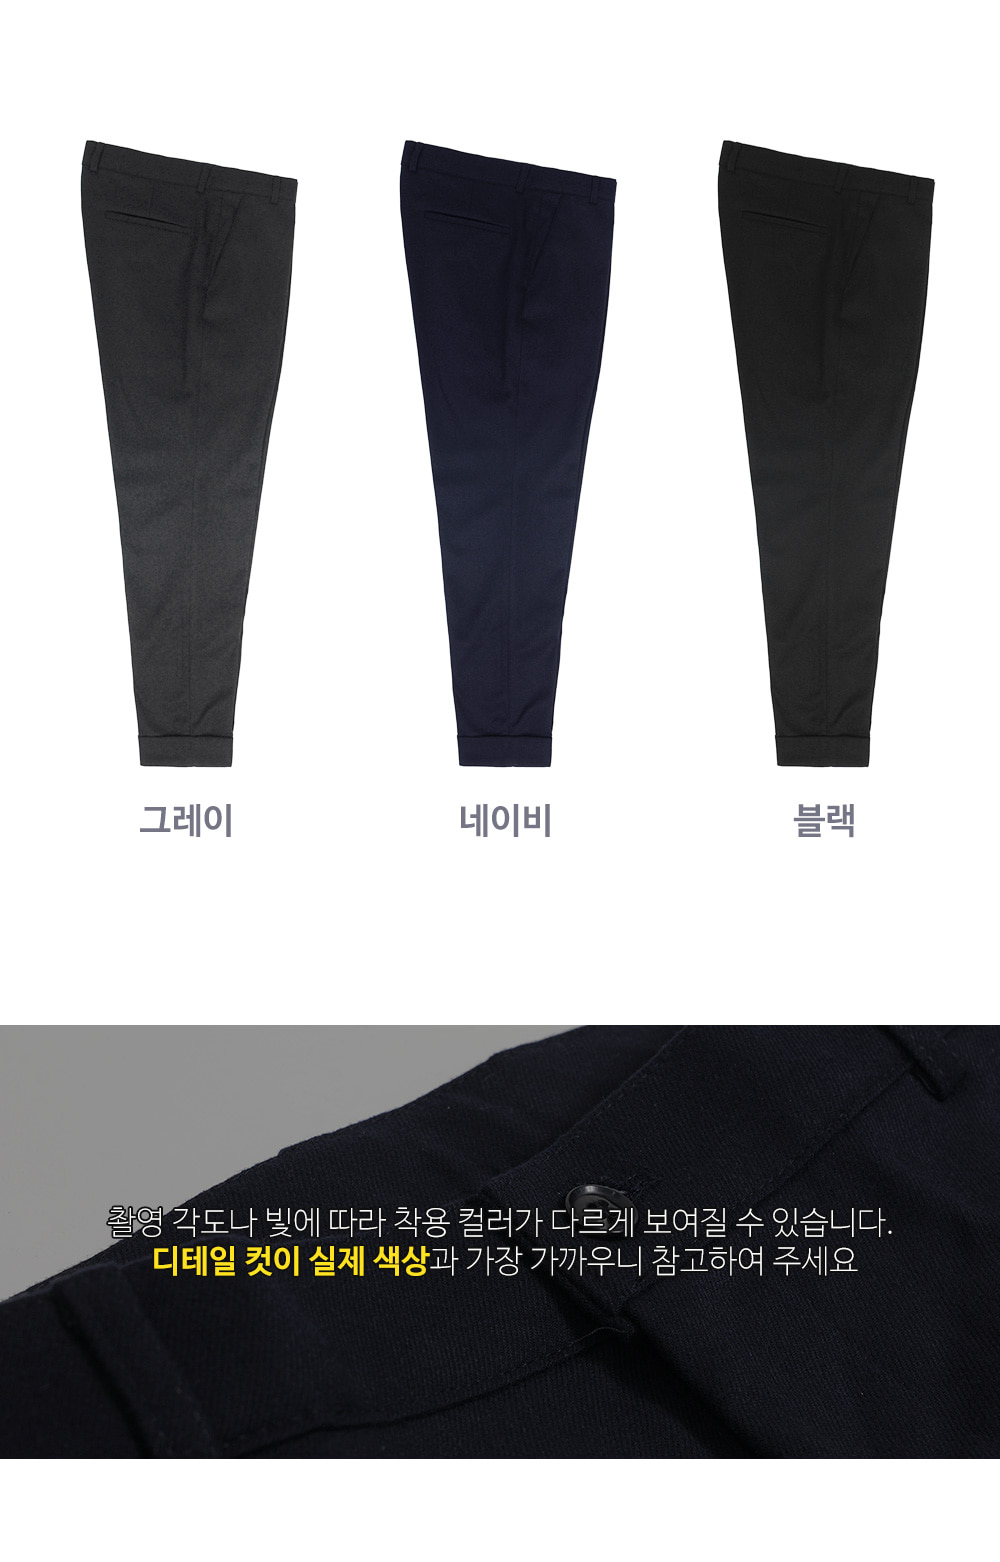 그레이
네이비
블랙
촬영 각도나 빛에 따라 착용 컬러가 다르게 보여질 수 있습니다.
디테일 컷이 실제 색상과 가장 가까우니 참고하여 주세요